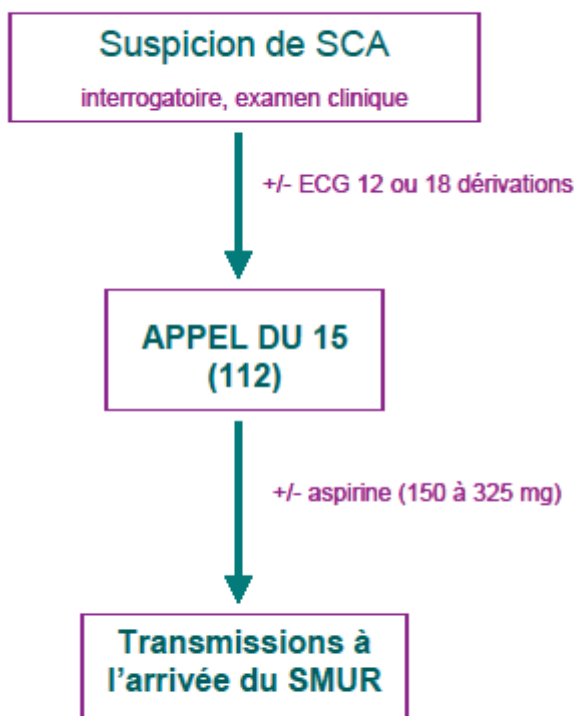 Suspicion de SCA
interrogatoire, examen clinique
+/- ECG 12 ou 18 dérivations
APPEL DU 15
(112)
+/- aspirine (150 à 325 mg)
Transmissions à
l'arrivée du SMUR